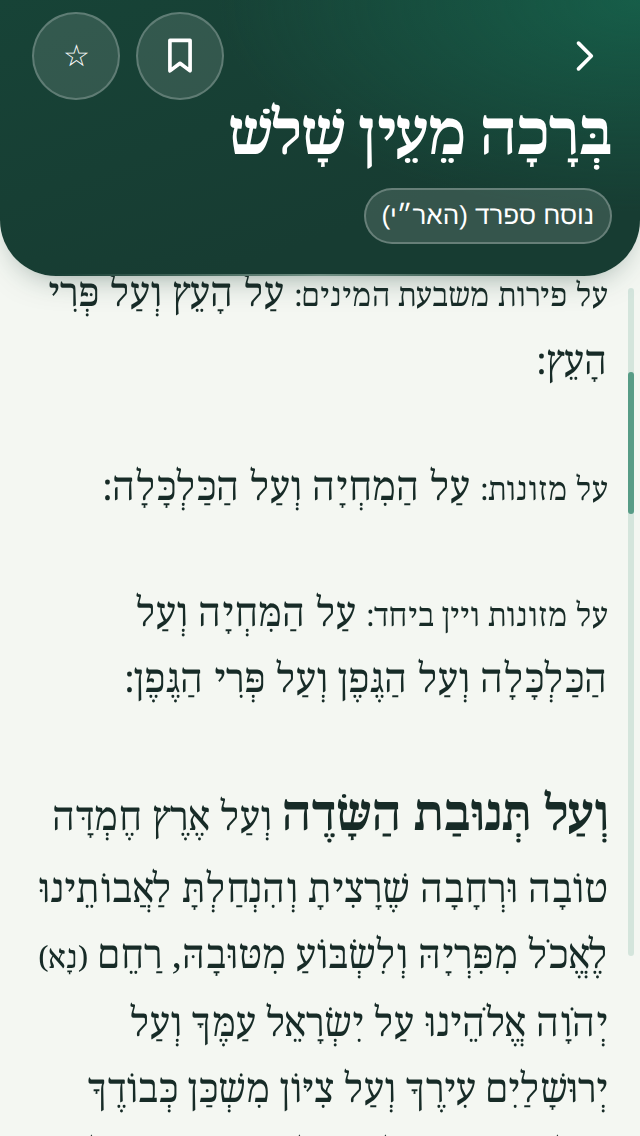 בְּרָכָה מֵעֵין שָׁלֹשׁ
נוסח ספרד (האר״י)
על פירות משבעת המינים: עַל הָעֵץ וְעַל פְּרִי
הָעֵץ:
על מזונות: עַל הַמִחְיָה וְעַל הַכַּלְכָּלָה:
על מזונות ויין ביחד: עַל הַמִּחְיָה וְעַל
הַכַּלְכָּלָה וְעַל הַגֶּפֶן וְעַל פְּרִי הַגֶּפֶן:
וְעַל תְּנוּבַת הַשָּׂדֶה וְעַל אֶרֶץ חֶמְדָּה
טוֹבָה וּרְחָבָה שֶׁרָצִיתָ וְהִנְחַלְתָּ לַאֲבוֹתֵינוּ
לֶאֱכֹל מִפִּרְיָהּ וְלִשְׂבּוֹעַ מִטּוּבָהּ, רַחֵם (נָא)
יְהֹוָה אֱלֹהֵינוּ עַל יִשְׂרָאֵל עַמֶּךָ וְעַל
יְרוּשָׁלַיִם עִירֶךָ וְעַל צִיּוֹן מִשְׁכַּן כְּבוֹדֶךָ